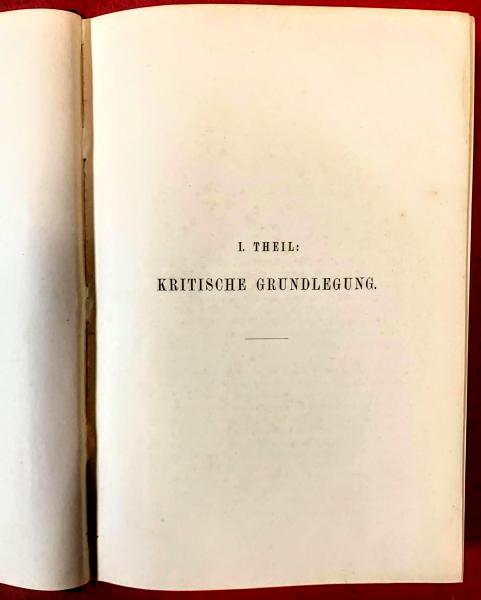 I. THEIL:
KRITISCHE GRUNDLEGUNG.